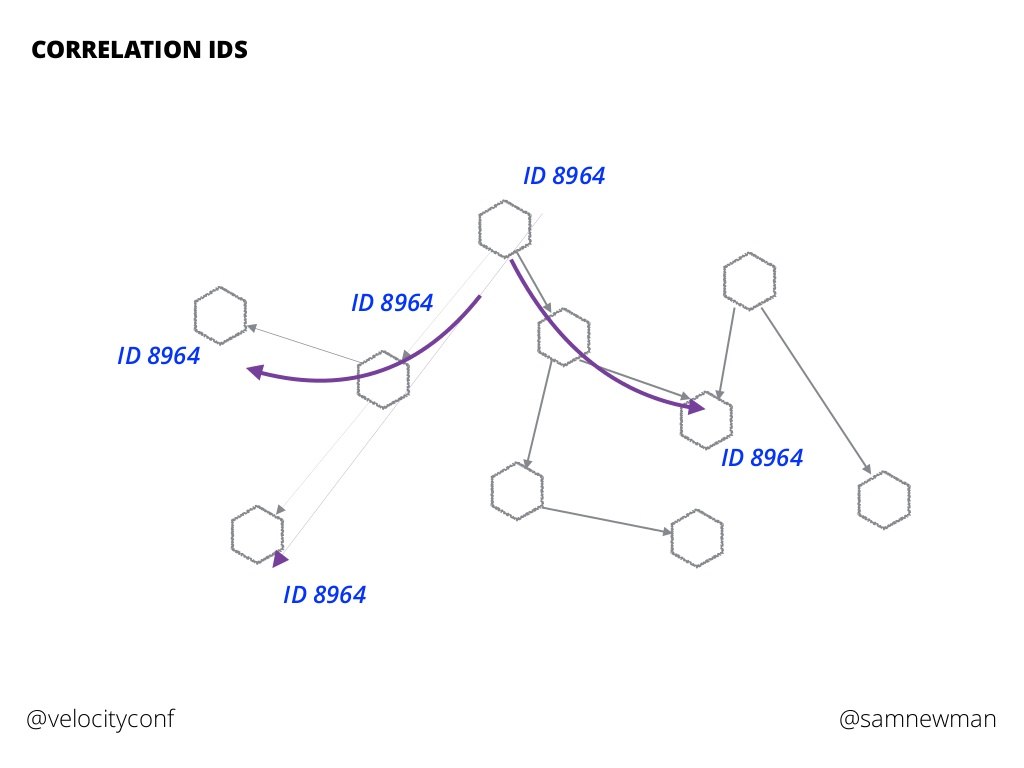 CORRELATION IDS
ID 8964
ID 8964
ID 8964
ID 8964
ID 8964
@velocityconf
@samnewman